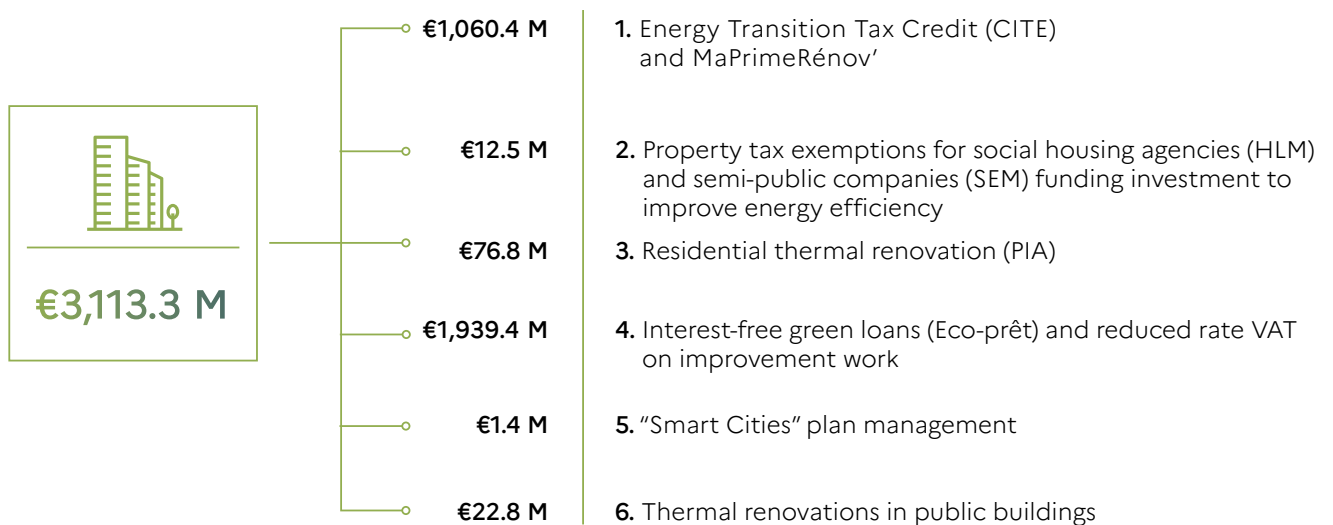 €1,060.4 M
1. Energy Transition Tax Credit (CITE)
and MaPrimeRénov’
€12.5 M
2. Property tax exemptions for social housing agencies (HLM)
and semi-public companies (SEM) funding investment to
improve energy efficiency
€76.8 M
3. Residential thermal renovation (PIA)
€3,113.3 M
€1,939.4 M
4. Interest-free green loans (Eco-prêt) and reduced rate VAT
on improvement work
€1.4 M
5. “Smart Cities” plan management
€22.8 M
6. Thermal renovations in public buildings